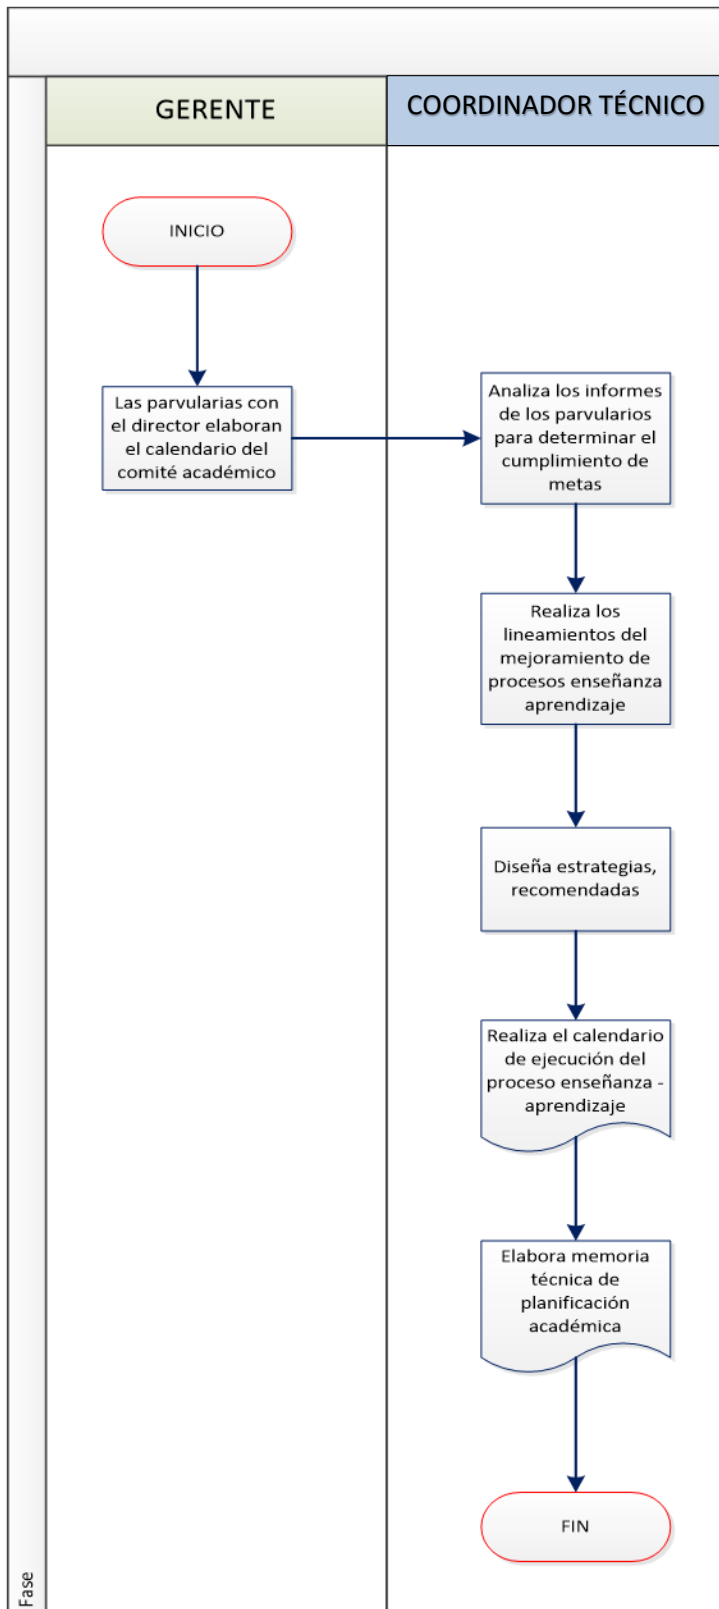 GERENTE
COORDINADOR TÉCNICO
INICIO
Las parvularias con
el director elaboran
el calendario del
comité académico
Analiza los informes
de los parvularios
para determinar el
cumplimiento de
metas
Realiza los
lineamientos del
mejoramiento de
procesos enseñanza
aprendizaje
Diseña estrategias,
recomendadas
Realiza el calendario
de ejecución del
proceso enseñanza -
aprendizaje
Elabora memoria
técnica de
planificación
académica
FIN
Fase